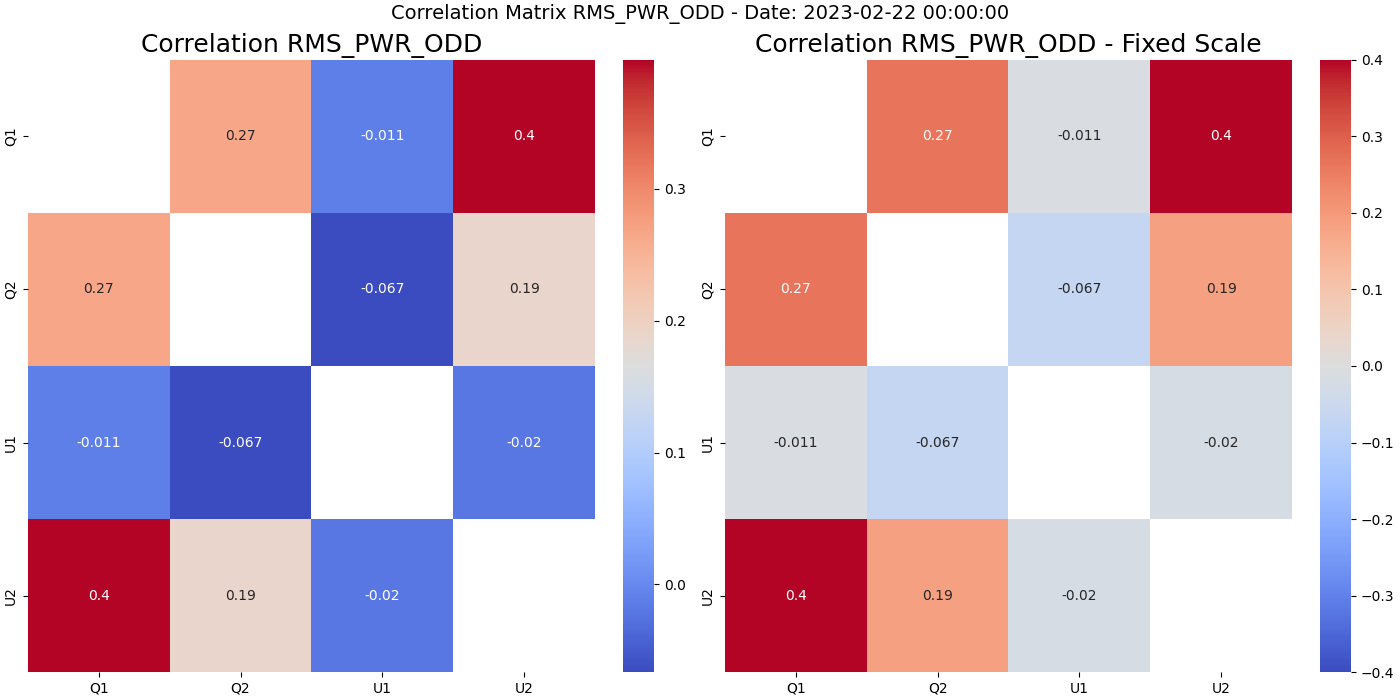 Correlation Matrix RMS_PWR_ODD - Date: 2023-02-22 00:00:00
Correlation RMS_PWR_ODD
Q1
0.27
-0.011
0.4
Q2
0.27
-0.067
0.19
U1
-0.011
-0.067
-0.02
U2
0.4
0.19
-0.02
Q1
Q2
U1
U2
0.3
0.2
0.1
0.0
Correlation RMS_PWR_ODD - Fixed Scale
Q1
0.27
-0.011
0.4
Q2
0.27
-0.067
0.19
U1
-0.011
-0.067
-0.02
U2
0.4
0.19
-0.02
Q1
Q2
U1
U2
0.4
0.3
0.2
0.1
0.0
−0.1
−0.2
−0.3
−0.4